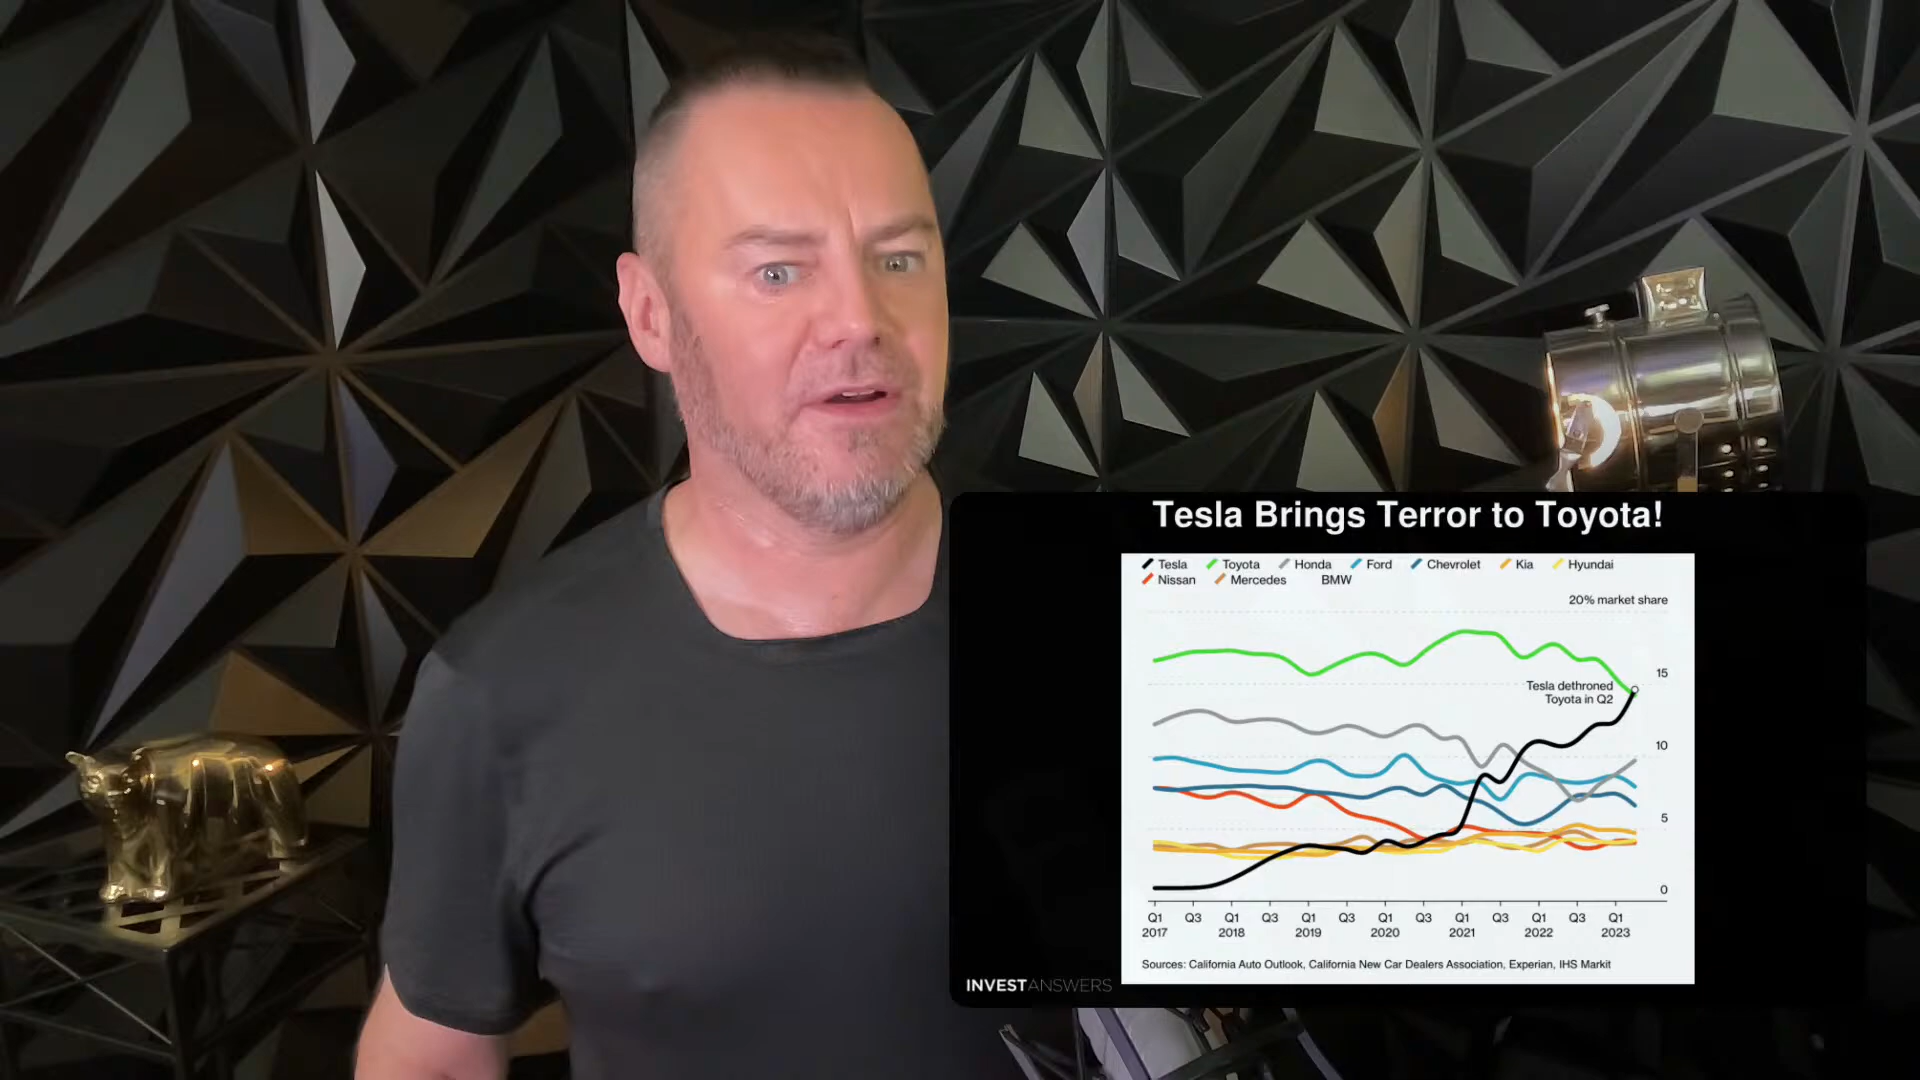 Tesla Brings Terror to Toyota!
Tesla Toyota Honda Ford Chevrolet Kia Hyundai
Nissan Mercedes BMW
20% market share
15
Tesla dethroned
Toyota in Q2
10
5
0
Q1 Q3 Q1 Q3 Q1 Q3 Q1 Q3 Q1 Q3 Q1 Q3 Q1
2017 2018 2019 2020 2021 2022 2023
Sources: California Auto Outlook, California New Car Dealers Association, Experian, IHS Markit
INVESTANSWERS